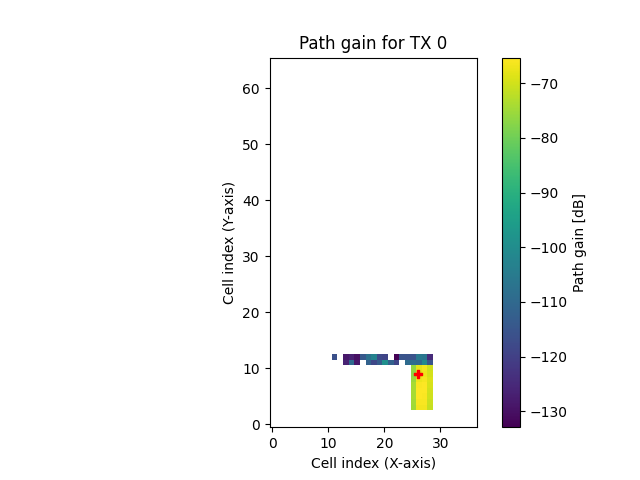 Path gain for TX 0
60
50
40
30
20
10
0
Cell index (Y-axis)
0 10 20 30
Cell index (X-axis)
−70
−80
−90
−100
−110
−120
−130
Path gain [dB]